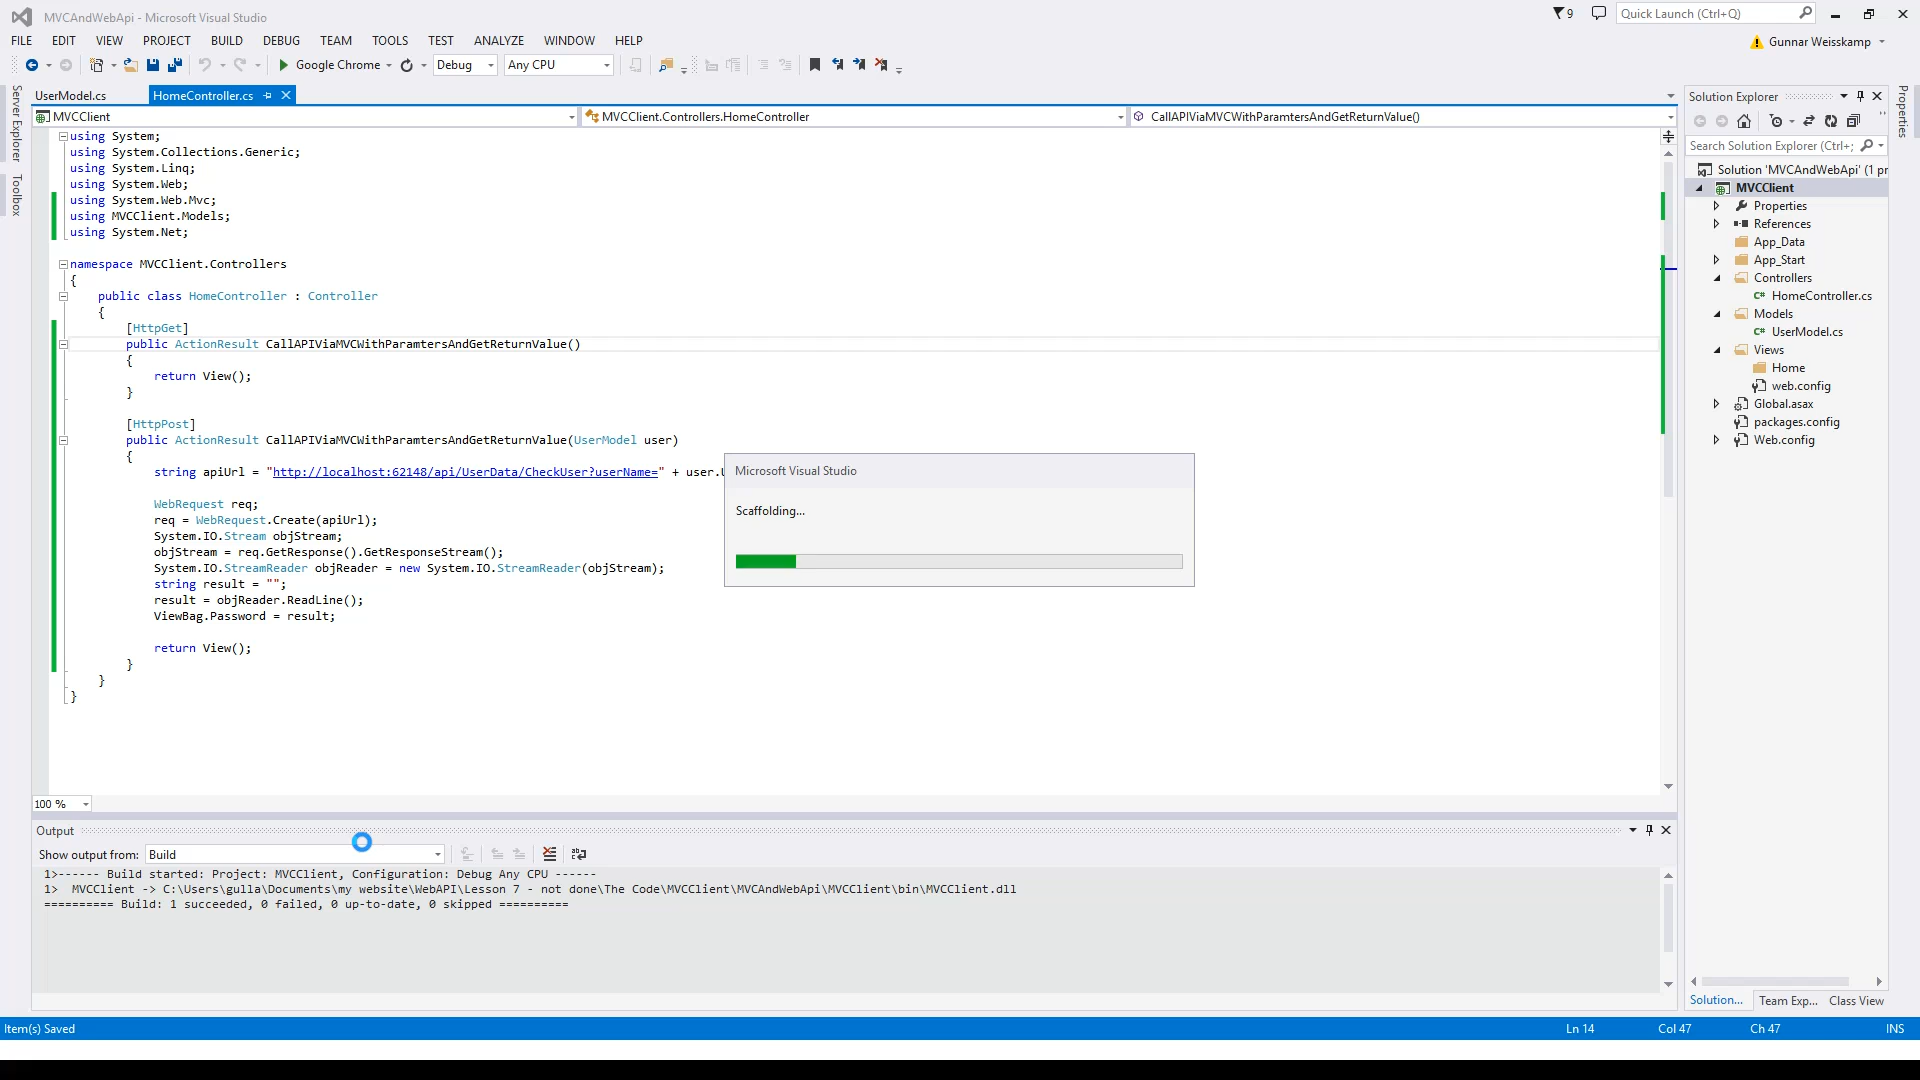 MVCAndWebApi - Microsoft Visual Studio
9
Quick Launch (Ctrl+Q)
FILE EDIT VIEW PROJECT BUILD DEBUG TEAM TOOLS TEST ANALYZE WINDOW HELP
Gunnar Weisskamp
Google Chrome Debug Any CPU
Server Explorer
Toolbox
UserModel.cs HomeController.cs
MVCClient MVCClient.Controllers.HomeController CallAPIViaMVCWithParamtersAndGetReturnValue()
using System;
using System.Collections.Generic;
using System.Linq;
using System.Web;
using System.Web.Mvc;
using MVCClient.Models;
using System.Net;
namespace MVCClient.Controllers
{
public class HomeController : Controller
{
[HttpGet]
public ActionResult CallAPIViaMVCWithParamtersAndGetReturnValue()
{
return View();
}
[HttpPost]
public ActionResult CallAPIViaMVCWithParamtersAndGetReturnValue(UserModel user)
{
string apiUrl = "http://localhost:62148/api/UserData/CheckUser?userName=" + user.
WebRequest req;
req = WebRequest.Create(apiUrl);
System.IO.Stream objStream;
objStream = req.GetResponse().GetResponseStream();
System.IO.StreamReader objReader = new System.IO.StreamReader(objStream);
string result = "";
result = objReader.ReadLine();
ViewBag.Password = result;
return View();
}
}
}
Microsoft Visual Studio
Scaffolding...
100 %
Output
Show output from: Build
1>------ Build started: Project: MVCClient, Configuration: Debug Any CPU ------
1>  MVCClient -> C:\Users\gulla\Documents\my website\WebAPI\Lesson 7 - not done\The Code\MVCClient\MVCAndWebApi\MVCClient\bin\MVCClient.dll
========== Build: 1 succeeded, 0 failed, 0 up-to-date, 0 skipped ==========
Solution Explorer
Search Solution Explorer (Ctrl+;
Solution 'MVCAndWebApi' (1 pr
MVCClient
Properties
References
App_Data
App_Start
Controllers
HomeController.cs
Models
UserModel.cs
Views
Home
web.config
Global.asax
packages.config
Web.config
Solution... Team Exp... Class View
Properties
Item(s) Saved
Ln 14 Col 47 Ch 47 INS